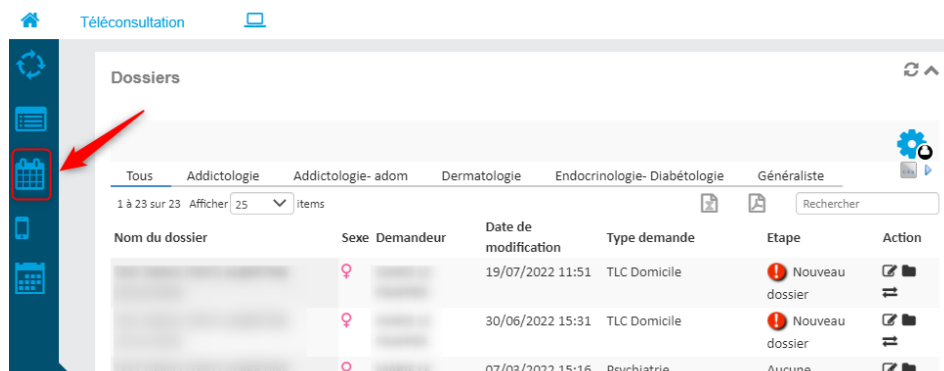 Téléconsultation
Dossiers
Tous Addictologie Addictologie- adom Dermatologie Endocrinologie- Diabétologie Généraliste
1 à 23 sur 23 Afficher 25 items Rechercher
Nom du dossier Sexe Demandeur Date de modification Type demande Etape Action
19/07/2022 11:51 TLC Domicile Nouveau dossier
30/06/2022 15:31 TLC Domicile Nouveau dossier
07/03/2022 15:16 Psychiatrie Aucune